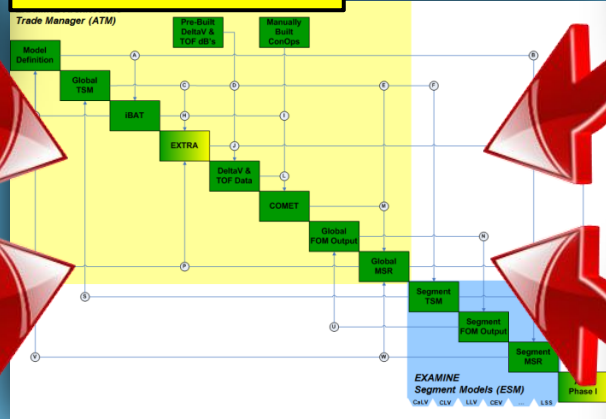 Trade Manager (ATM)
Pre-Built
DeltaV &
TOF dB's
Manually
Built
ConOps
Model
Definition
A
B
Global
TSM
C
D
E
F
IBAT
H
I
EXTRA
J
DeltaV &
TOF Data
L
COMET
M
Global
FOM Output
N
Global
MSR
P
Segment
TSM
S
Segment
FOM Output
U
Segment
MSR
V
W
EXAMINE
Segment Models (ESM)
Phase I
CaLV
CLV
LLV
CEV
...
LSS